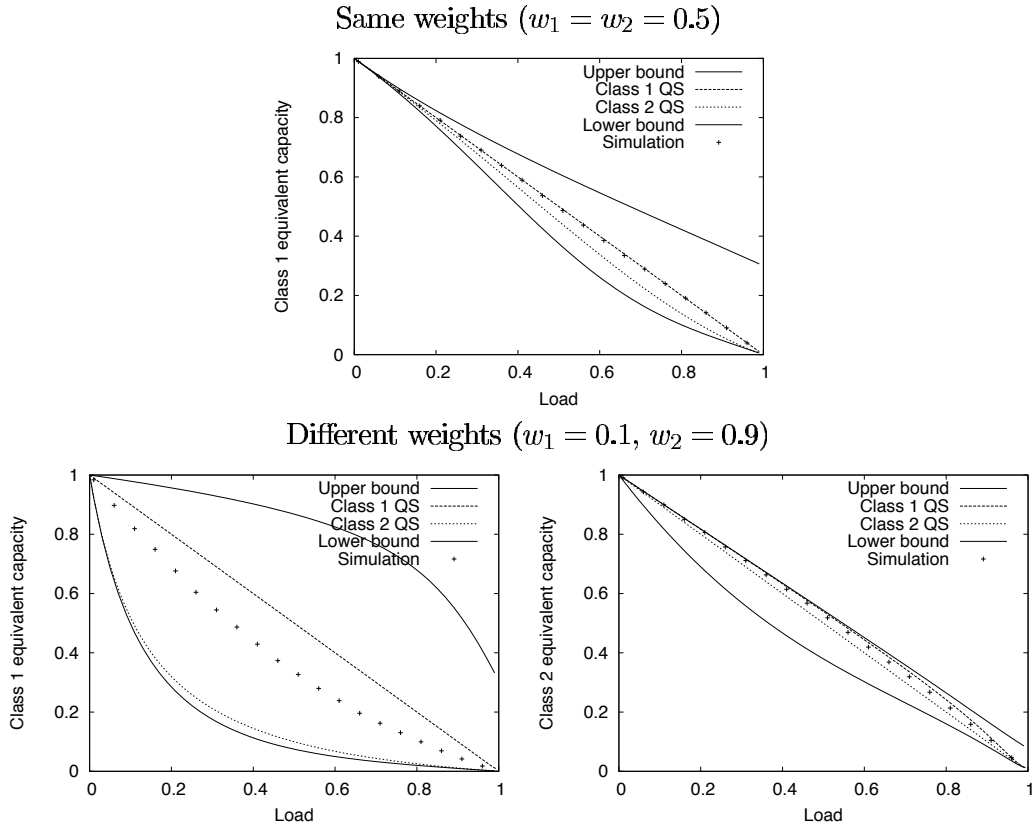 Same weights (w₁ = w₂ = 0.5)
1
0.8
0.6
0.4
0.2
0
Class 1 equivalent capacity
Upper bound
Class 1 QS
Class 2 QS
Lower bound
Simulation
0 0.2 0.4 0.6 0.8 1
Load
Different weights (w₁ = 0.1, w₂ = 0.9)
1
0.8
0.6
0.4
0.2
0
Class 1 equivalent capacity
Upper bound
Class 1 QS
Class 2 QS
Lower bound
Simulation
0 0.2 0.4 0.6 0.8 1
Load
1
0.8
0.6
0.4
0.2
0
Class 2 equivalent capacity
Upper bound
Class 1 QS
Class 2 QS
Lower bound
Simulation
0 0.2 0.4 0.6 0.8 1
Load